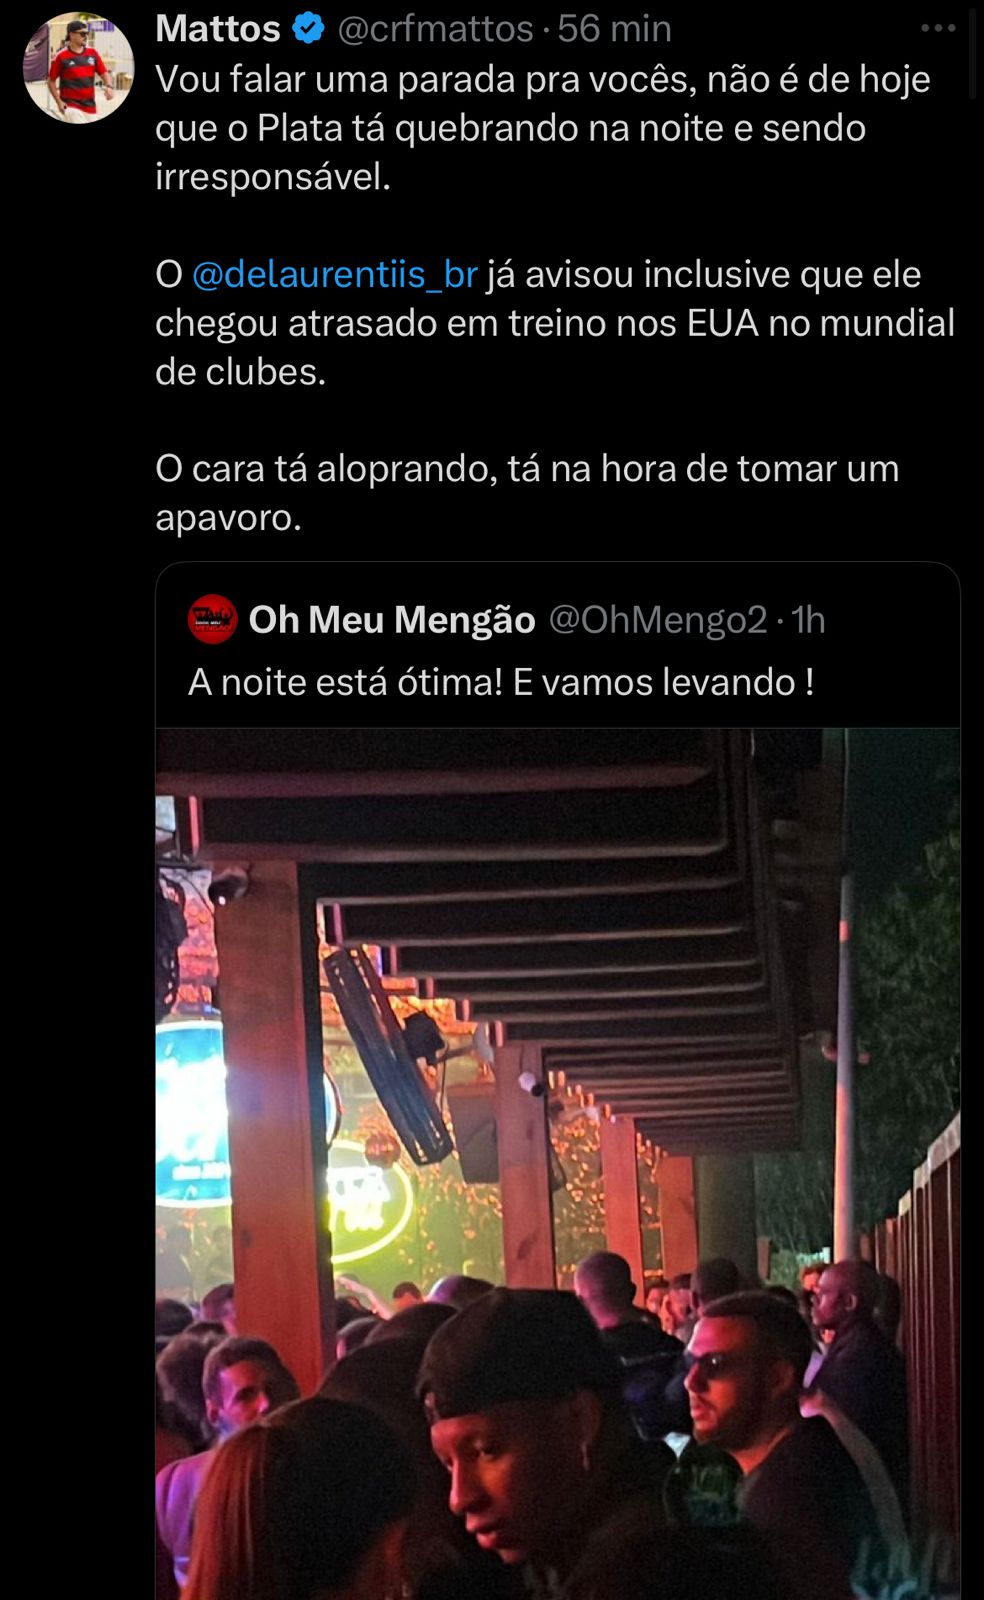 Mattos @crfmattos · 56 min
Vou falar uma parada pra vocês, não é de hoje
que o Plata tá quebrando na noite e sendo
irresponsável.
O @delaurentiis_br já avisou inclusive que ele
chegou atrasado em treino nos EUA no mundial
de clubes.
O cara tá aloprando, tá na hora de tomar um
apavoro.
Oh Meu Mengão @OhMengo2 · 1h
A noite está ótima! E vamos levando !